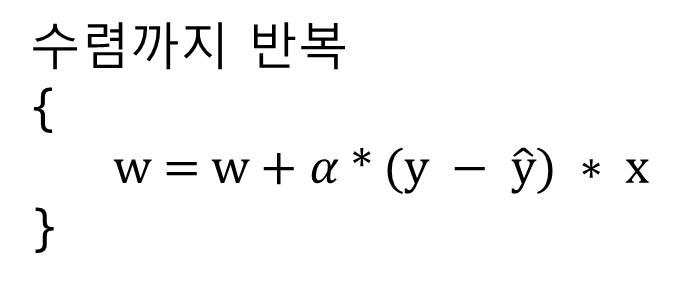 수렴까지 반복
{
w = w + α * (y − ŷ) * x
}